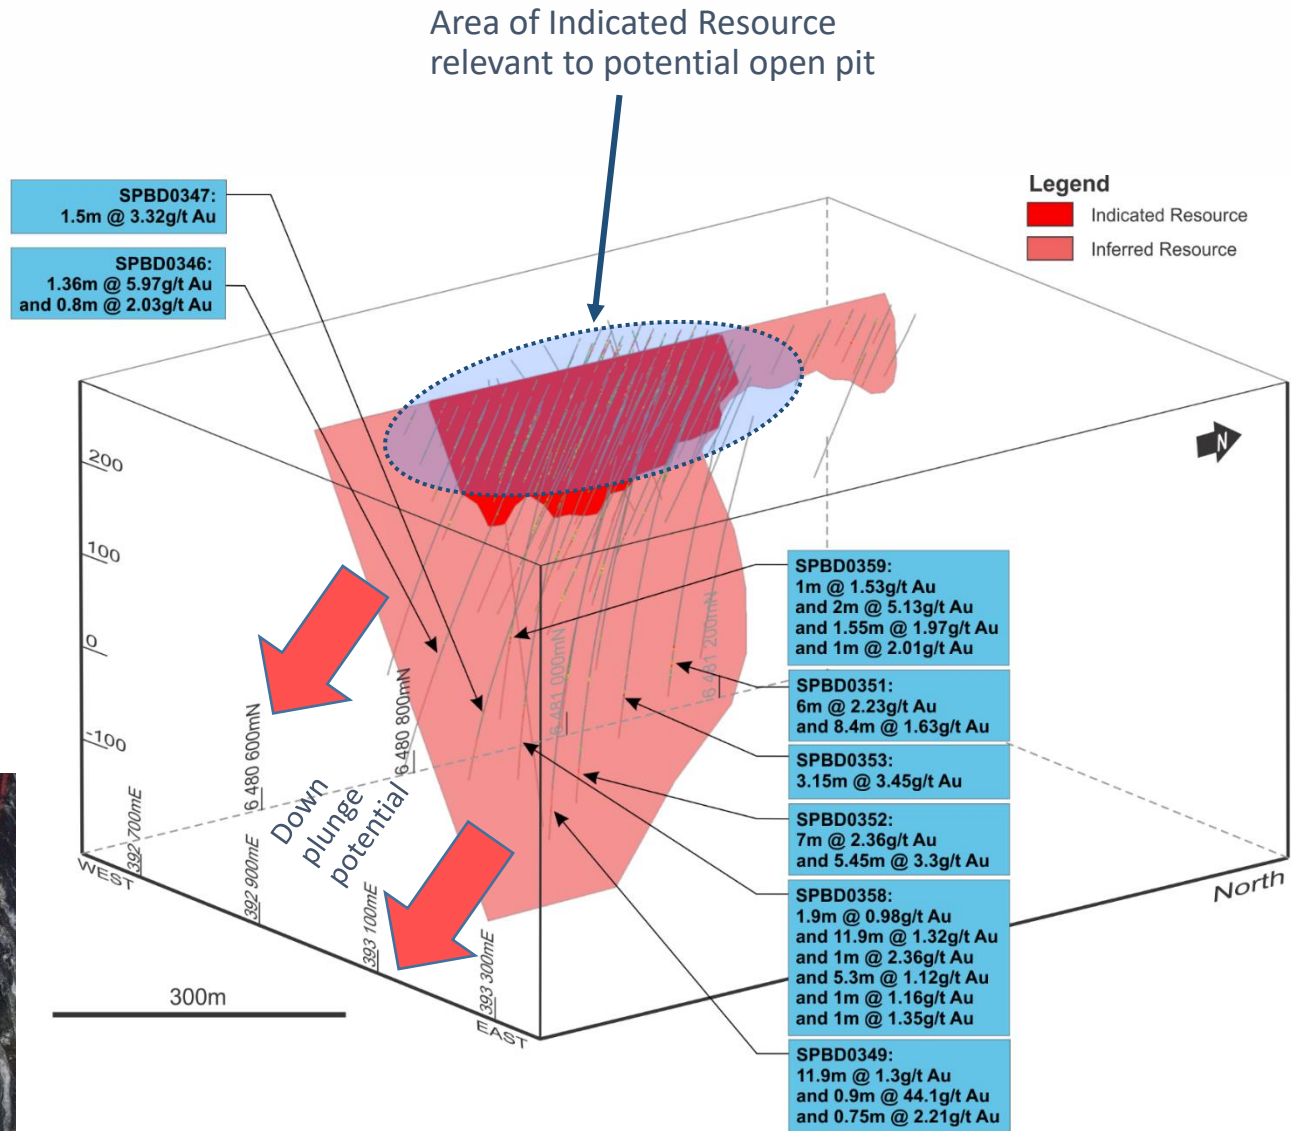 Area of Indicated Resource
relevant to potential open pit
Legend
Indicated Resource
Inferred Resource
SPBD0347:
1.5m @ 3.32g/t Au
SPBD0346:
1.36m @ 5.97g/t Au
and 0.8m @ 2.03g/t Au
N
200
100
0
-100
SPBD0359:
1m @ 1.53g/t Au
and 2m @ 5.13g/t Au
and 1.55m @ 1.97g/t Au
and 1m @ 2.01g/t Au
SPBD0351:
6m @ 2.23g/t Au
and 8.4m @ 1.63g/t Au
SPBD0353:
3.15m @ 3.45g/t Au
SPBD0352:
7m @ 2.36g/t Au
and 5.45m @ 3.3g/t Au
SPBD0358:
1.9m @ 0.98g/t Au
and 11.9m @ 1.32g/t Au
and 1m @ 2.36g/t Au
and 5.3m @ 1.12g/t Au
and 1m @ 1.16g/t Au
and 1m @ 1.35g/t Au
SPBD0349:
11.9m @ 1.3g/t Au
and 0.9m @ 44.1g/t Au
and 0.75m @ 2.21g/t Au
6 480 600mN
6 480 800mN
6 481 000mN
6 481 200mN
Down
plunge
potential
392 700mE
392 900mE
393 100mE
393 300mE
WEST
EAST
North
300m